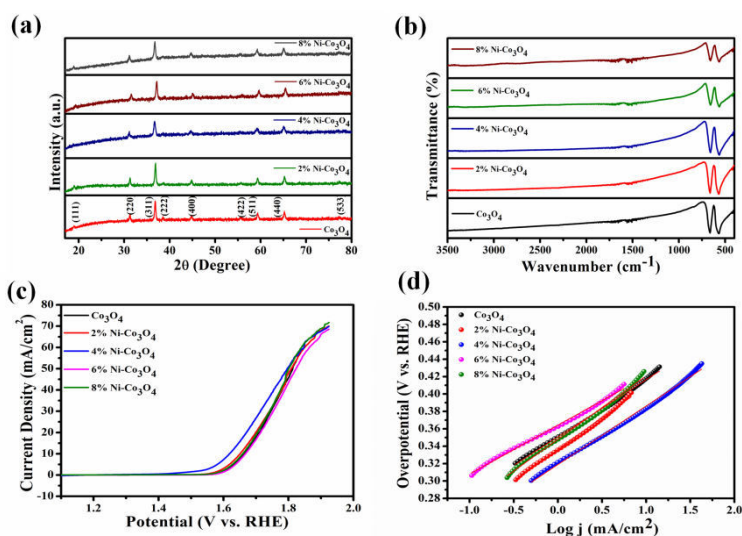 (a)
8% Ni-Co₃O₄
6% Ni-Co₃O₄
4% Ni-Co₃O₄
2% Ni-Co₃O₄
(111) (220) (311) (222) (400) (422) (511) (440) (533)
Co₃O₄
Intensity (a.u.)
20 30 40 50 60 70 80
2θ (Degree)
(b)
8% Ni-Co₃O₄
6% Ni-Co₃O₄
4% Ni-Co₃O₄
2% Ni-Co₃O₄
Co₃O₄
Transmittance (%)
3500 2500 2000 1500 1000 500
Wavenumber (cm⁻¹)
(c)
80
70
60
50
40
30
20
10
0
-10
Current Density (mA/cm²)
Co₃O₄
2% Ni-Co₃O₄
4% Ni-Co₃O₄
6% Ni-Co₃O₄
8% Ni-Co₃O₄
1.2 1.4 1.6 1.8 2.0
Potential (V vs. RHE)
(d)
0.50
0.48
0.46
0.44
0.42
0.40
0.38
0.36
0.34
0.32
0.30
0.28
Overpotential (V vs. RHE)
Co₃O₄
2% Ni-Co₃O₄
4% Ni-Co₃O₄
6% Ni-Co₃O₄
8% Ni-Co₃O₄
-1.0 -0.5 0.0 0.5 1.0 1.5 2.0
Log j (mA/cm²)